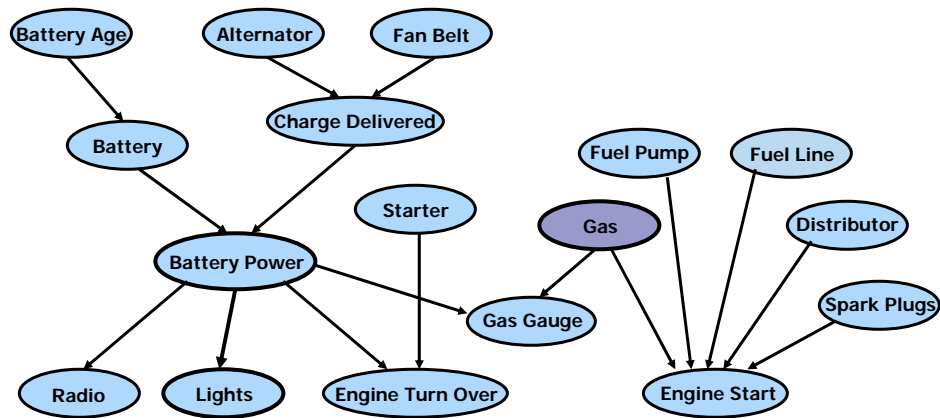 Battery Age
Alternator
Fan Belt
Charge Delivered
Battery
Fuel Pump
Fuel Line
Starter
Gas
Distributor
Battery Power
Gas Gauge
Spark Plugs
Radio
Lights
Engine Turn Over
Engine Start